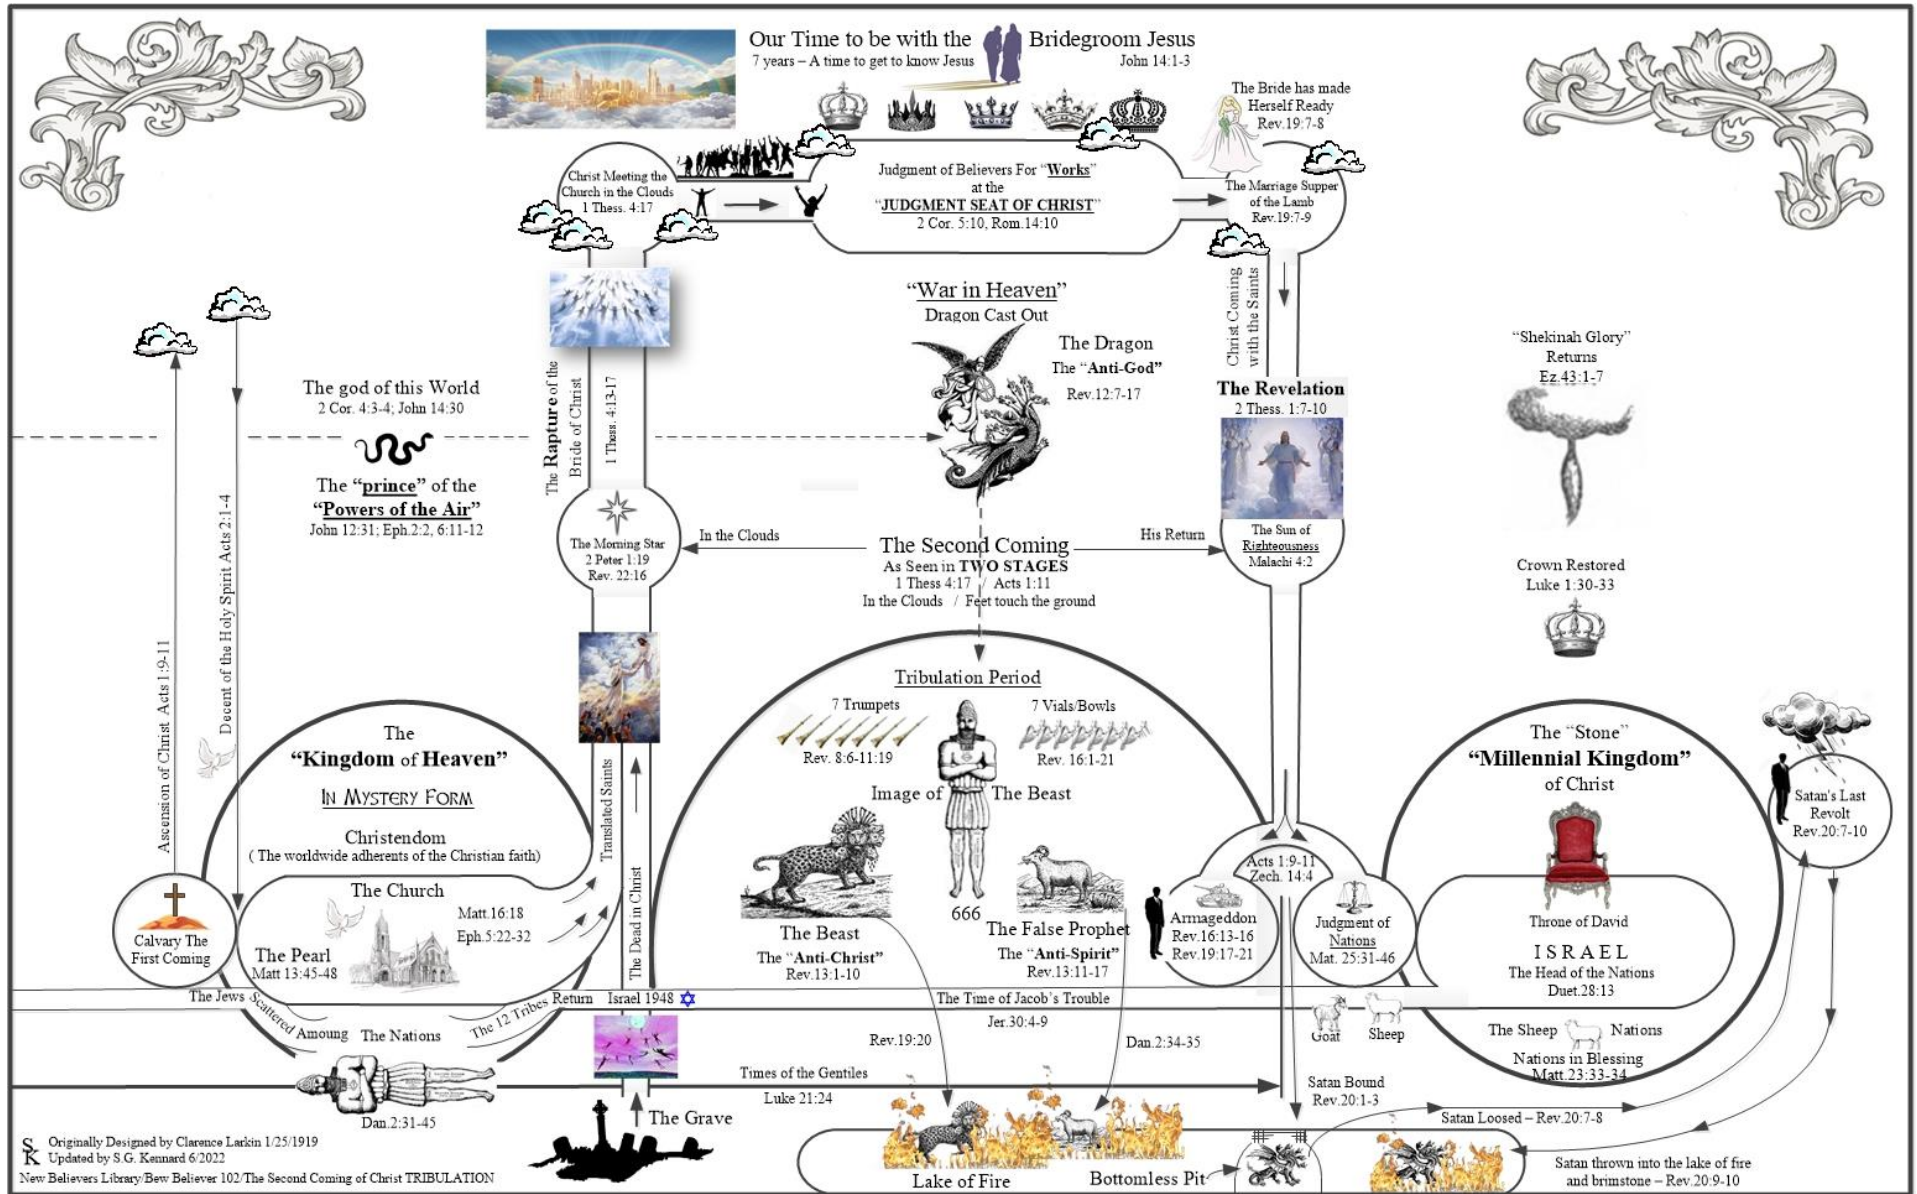 Our Time to be with the Bridegroom Jesus
7 years – A time to get to know Jesus
John 14:1-3
The Bride has made
Herself Ready
Rev.19:7-8
Christ Meeting the
Church in the Clouds
1 Thess. 4:17
Judgment of Believers For “Works”
at the
“JUDGMENT SEAT OF CHRIST”
2 Cor. 5:10, Rom.14:10
The Marriage Supper
of the Lamb
Rev.19:7-9
Christ Coming
with the Saints
“War in Heaven”
Dragon Cast Out
The Dragon
The “Anti-God”
Rev.12:7-17
The Revelation
2 Thess. 1:7-10
“Shekinah Glory”
Returns
Ez.43:1-7
The god of this World
2 Cor. 4:3-4; John 14:30
The “prince” of the
“Powers of the Air”
John 12:31; Eph.2:2, 6:11-12
The Rapture of the
Bride of Christ
1 Thess. 4:13-17
The Morning Star
2 Peter 1:19
Rev. 22:16
In the Clouds
The Second Coming
As Seen in TWO STAGES
1 Thess 4:17 / Acts 1:11
In the Clouds / Feet touch the ground
His Return
The Sun of
Righteousness
Malachi 4:2
Crown Restored
Luke 1:30-33
Ascension of Christ Acts 1:9-11
Decent of the Holy Spirit Acts 2:1-4
The
“Kingdom of Heaven”
IN MYSTERY FORM
Christendom
( The worldwide adherents of the Christian faith)
The Church
Matt.16:18
Eph.5:22-32
The Pearl
Matt 13:45-48
Calvary The
First Coming
Translated Saints
The Dead in Christ
Tribulation Period
7 Trumpets
Rev. 8:6-11:19
7 Vials/Bowls
Rev. 16:1-21
Image of The Beast
666
The Beast
The “Anti-Christ”
Rev.13:1-10
The False Prophet
The “Anti-Spirit”
Rev.13:11-17
Acts 1:9-11
Zech. 14:4
Armageddon
Rev.16:13-16
Rev.19:17-21
Judgment of
Nations
Mat. 25:31-46
The “Stone”
“Millennial Kingdom”
of Christ
Throne of David
ISRAEL
The Head of the Nations
Duet.28:13
Satan's Last
Revolt
Rev.20:7-10
The Jews Scattered Amoung The Nations The 12 Tribes Return Israel 1948
The Time of Jacob’s Trouble
Jer.30:4-9
Goat
Sheep
The Sheep Nations
Nations in Blessing
Matt.23:33-34
Rev.19:20
Dan.2:34-35
Times of the Gentiles
Luke 21:24
Satan Bound
Rev.20:1-3
Satan Loosed – Rev.20:7-8
Dan.2:31-45
The Grave
Lake of Fire
Bottomless Pit
Satan thrown into the lake of fire
and brimstone – Rev.20:9-10
SK
Originally Designed by Clarence Larkin 1/25/1919
Updated by S.G. Kennard 6/2022
New Believers Library/Bew Believer 102/The Second Coming of Christ TRIBULATION